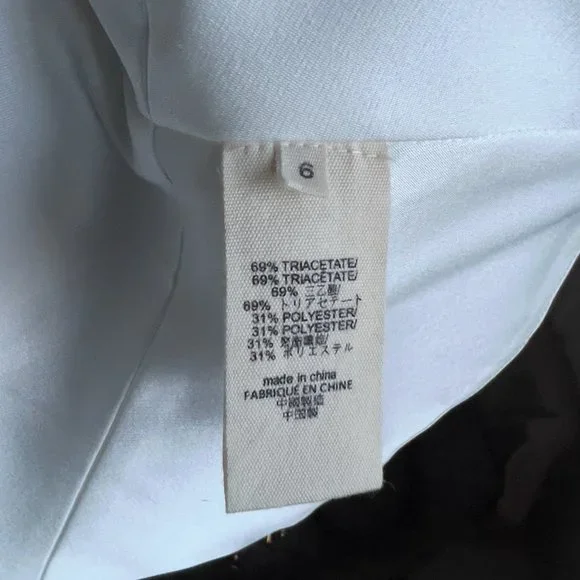 6
69% TRIACETATE/
69% TRIACÉTATE/
69% 三乙酸/
69% トリアセテート
31% POLYESTER/
31% POLYESTER/
31% 聚酯纖維/
31% ポリエステル
made in china
FABRIQUÉ EN CHINE
中國製造
中国製